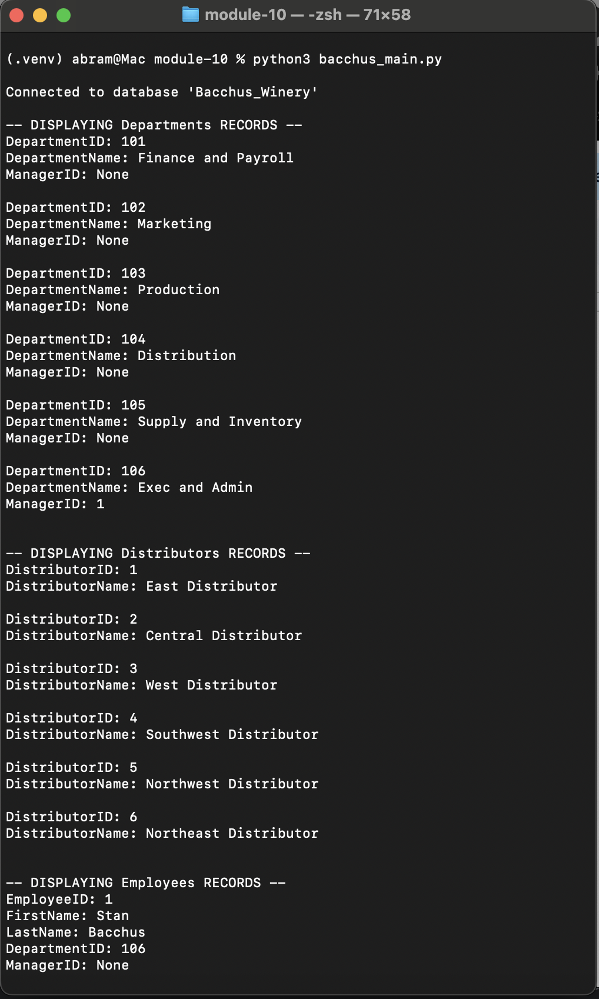 module-10 — -zsh — 71×58
(.venv) abram@Mac module-10 % python3 bacchus_main.py
Connected to database 'Bacchus_Winery'
-- DISPLAYING Departments RECORDS --
DepartmentID: 101
DepartmentName: Finance and Payroll
ManagerID: None
DepartmentID: 102
DepartmentName: Marketing
ManagerID: None
DepartmentID: 103
DepartmentName: Production
ManagerID: None
DepartmentID: 104
DepartmentName: Distribution
ManagerID: None
DepartmentID: 105
DepartmentName: Supply and Inventory
ManagerID: None
DepartmentID: 106
DepartmentName: Exec and Admin
ManagerID: 1
-- DISPLAYING Distributors RECORDS --
DistributorID: 1
DistributorName: East Distributor
DistributorID: 2
DistributorName: Central Distributor
DistributorID: 3
DistributorName: West Distributor
DistributorID: 4
DistributorName: Southwest Distributor
DistributorID: 5
DistributorName: Northwest Distributor
DistributorID: 6
DistributorName: Northeast Distributor
-- DISPLAYING Employees RECORDS --
EmployeeID: 1
FirstName: Stan
LastName: Bacchus
DepartmentID: 106
ManagerID: None